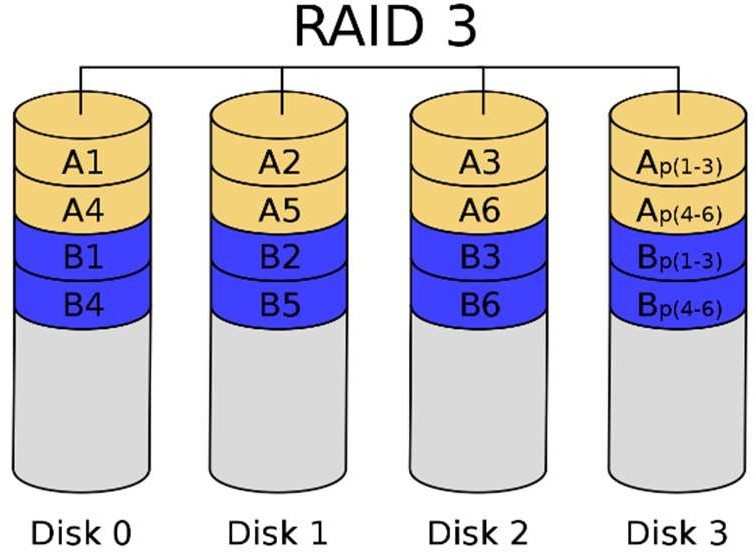 RAID 3
A1 A2 A3 Ap(1-3)
A4 A5 A6 Ap(4-6)
B1 B2 B3 Bp(1-3)
B4 B5 B6 Bp(4-6)
Disk 0 Disk 1 Disk 2 Disk 3